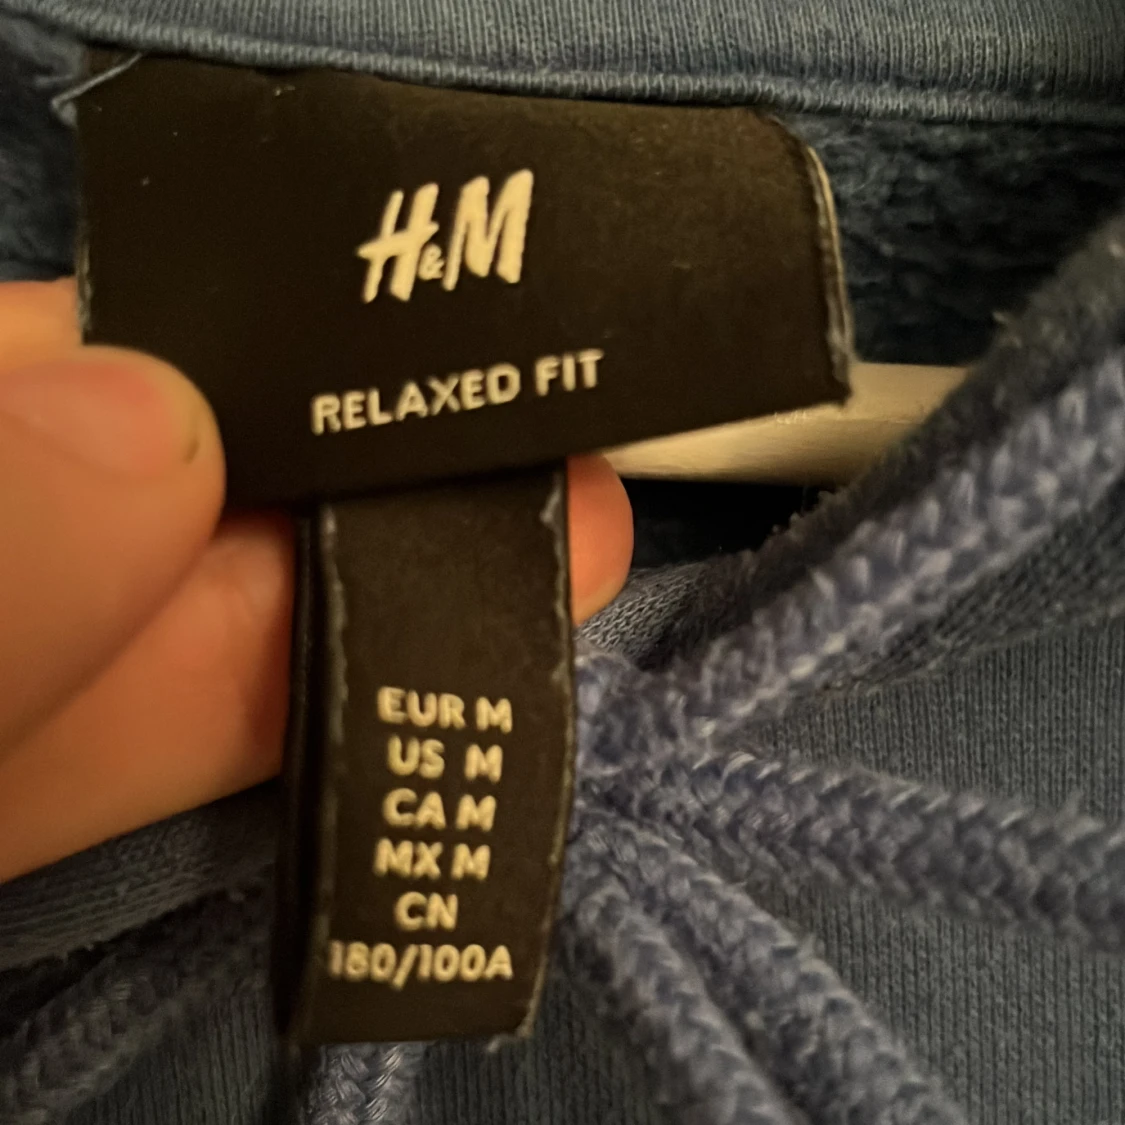 H&M
RELAXED FIT
EUR M
US M
CA M
MX M
CN
180/100A